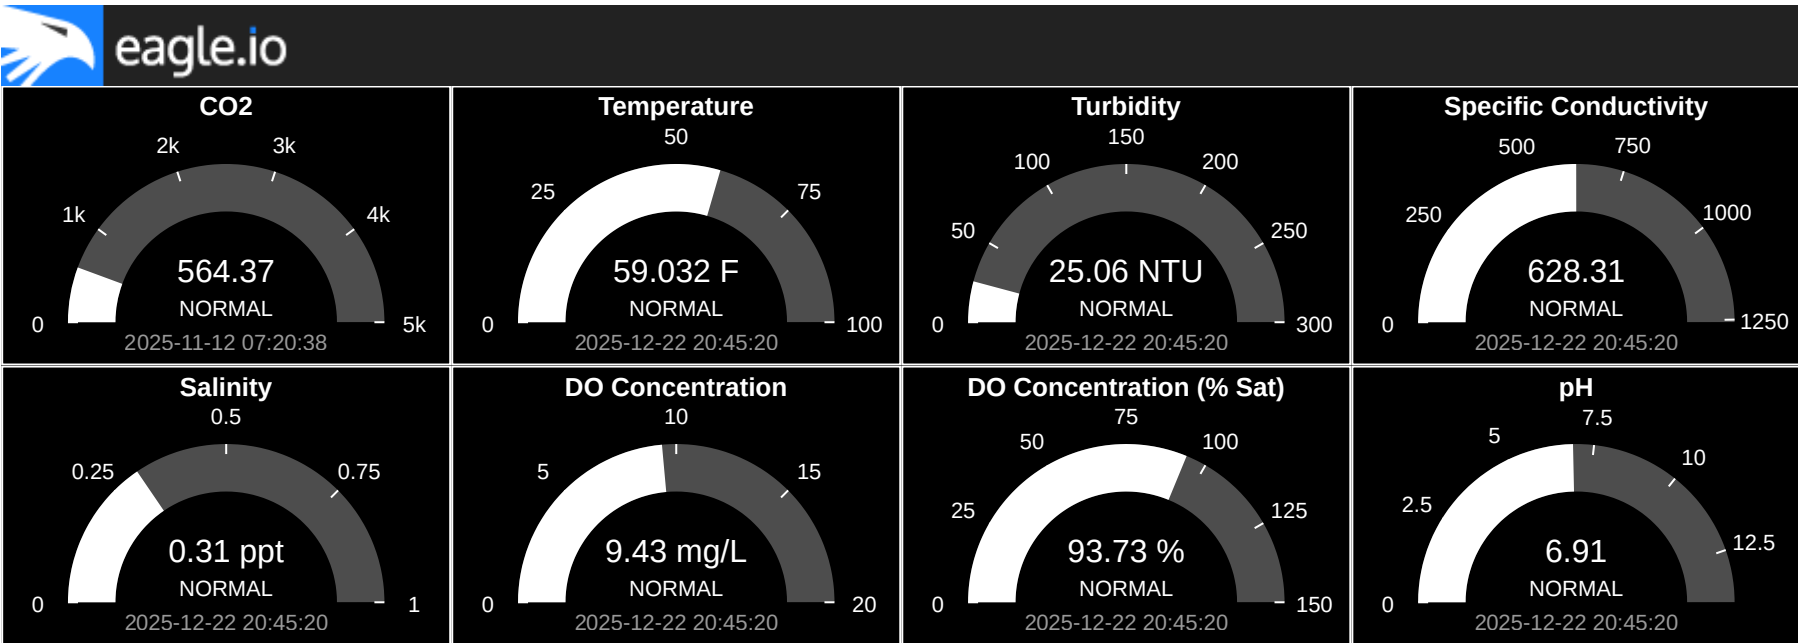 eagle.io
CO2
2k
3k
1k
4k
564.37
NORMAL
0
5k
2025-11-12 07:20:38
Temperature
50
25
75
59.032 F
NORMAL
0
100
2025-12-22 20:45:20
Turbidity
150
100
200
50
250
25.06 NTU
NORMAL
0
300
2025-12-22 20:45:20
Specific Conductivity
500
750
250
1000
628.31
NORMAL
0
1250
2025-12-22 20:45:20
Salinity
0.5
0.25
0.75
0.31 ppt
NORMAL
0
1
2025-12-22 20:45:20
DO Concentration
10
5
15
9.43 mg/L
NORMAL
0
20
2025-12-22 20:45:20
DO Concentration (% Sat)
75
50
100
25
125
93.73 %
NORMAL
0
150
2025-12-22 20:45:20
pH
7.5
5
10
2.5
12.5
6.91
NORMAL
0
2025-12-22 20:45:20